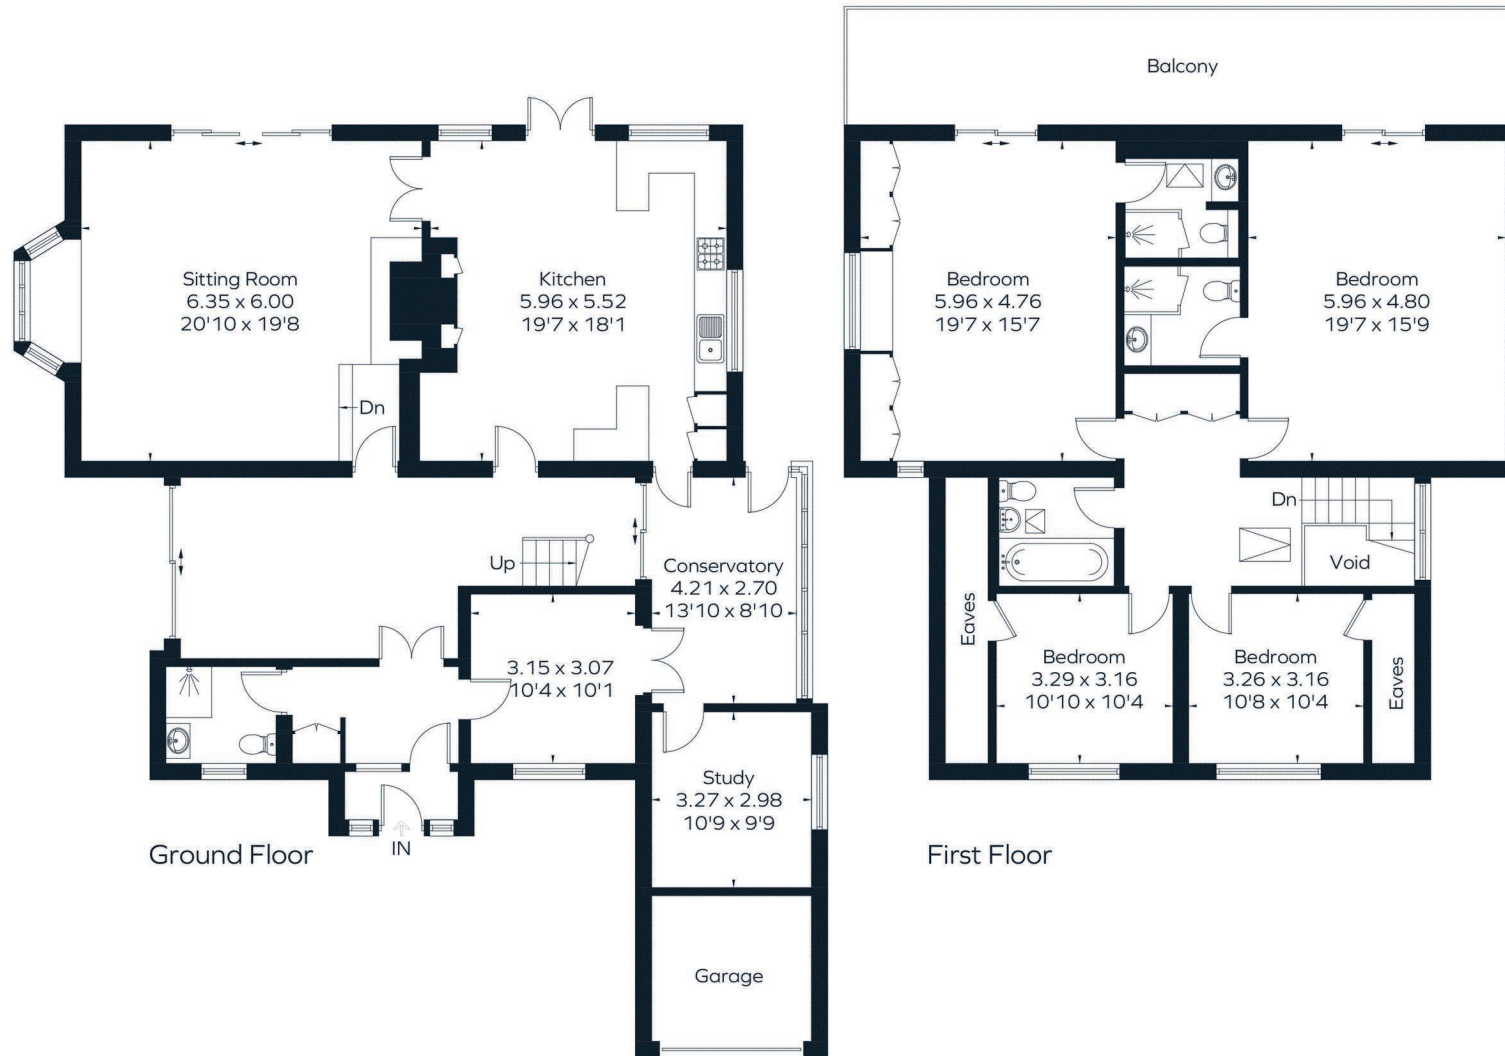 Balcony
Sitting Room
6.35 x 6.00
20'10 x 19'8
Kitchen
5.96 x 5.52
19'7 x 18'1
Dn
Up
Conservatory
4.21 x 2.70
13'10 x 8'10
3.15 x 3.07
10'4 x 10'1
Study
3.27 x 2.98
10'9 x 9'9
Garage
IN
Ground Floor
Bedroom
5.96 x 4.76
19'7 x 15'7
Bedroom
5.96 x 4.80
19'7 x 15'9
Dn
Void
Eaves
Bedroom
3.29 x 3.16
10'10 x 10'4
Bedroom
3.26 x 3.16
10'8 x 10'4
Eaves
First Floor